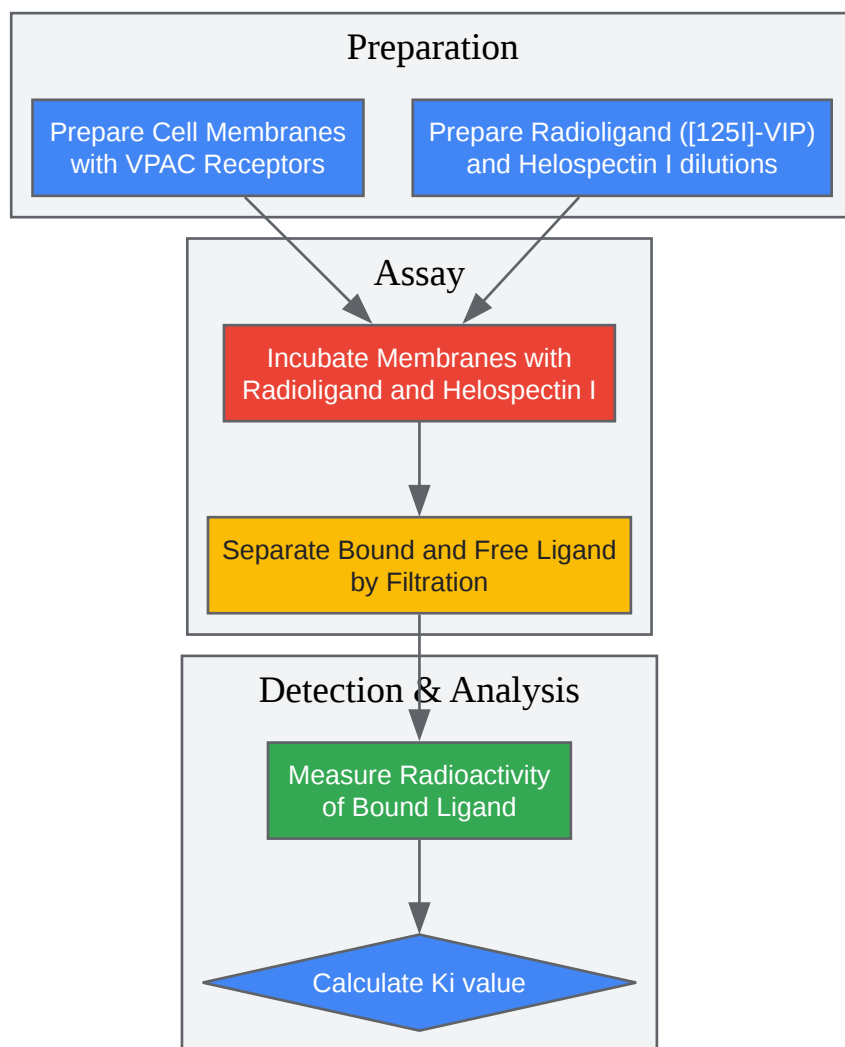 Preparation
Prepare Cell Membranes
with VPAC Receptors
Prepare Radioligand ([125I]-VIP)
and Helospectin I dilutions
Assay
Incubate Membranes with
Radioligand and Helospectin I
Separate Bound and Free Ligand
by Filtration
Detection & Analysis
Measure Radioactivity
of Bound Ligand
Calculate Ki value